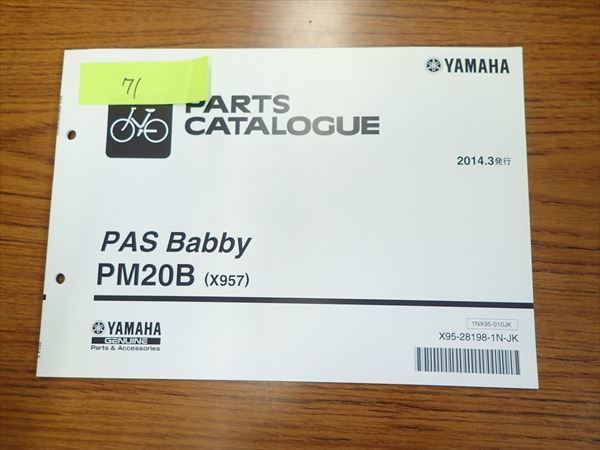 71
YAMAHA
PARTS
CATALOGUE
2014.3発行
PAS Babby
PM20B (X957)
YAMAHA
GENUINE
Parts & Accessories
1NX95-010JK
X95-28198-1N-JK